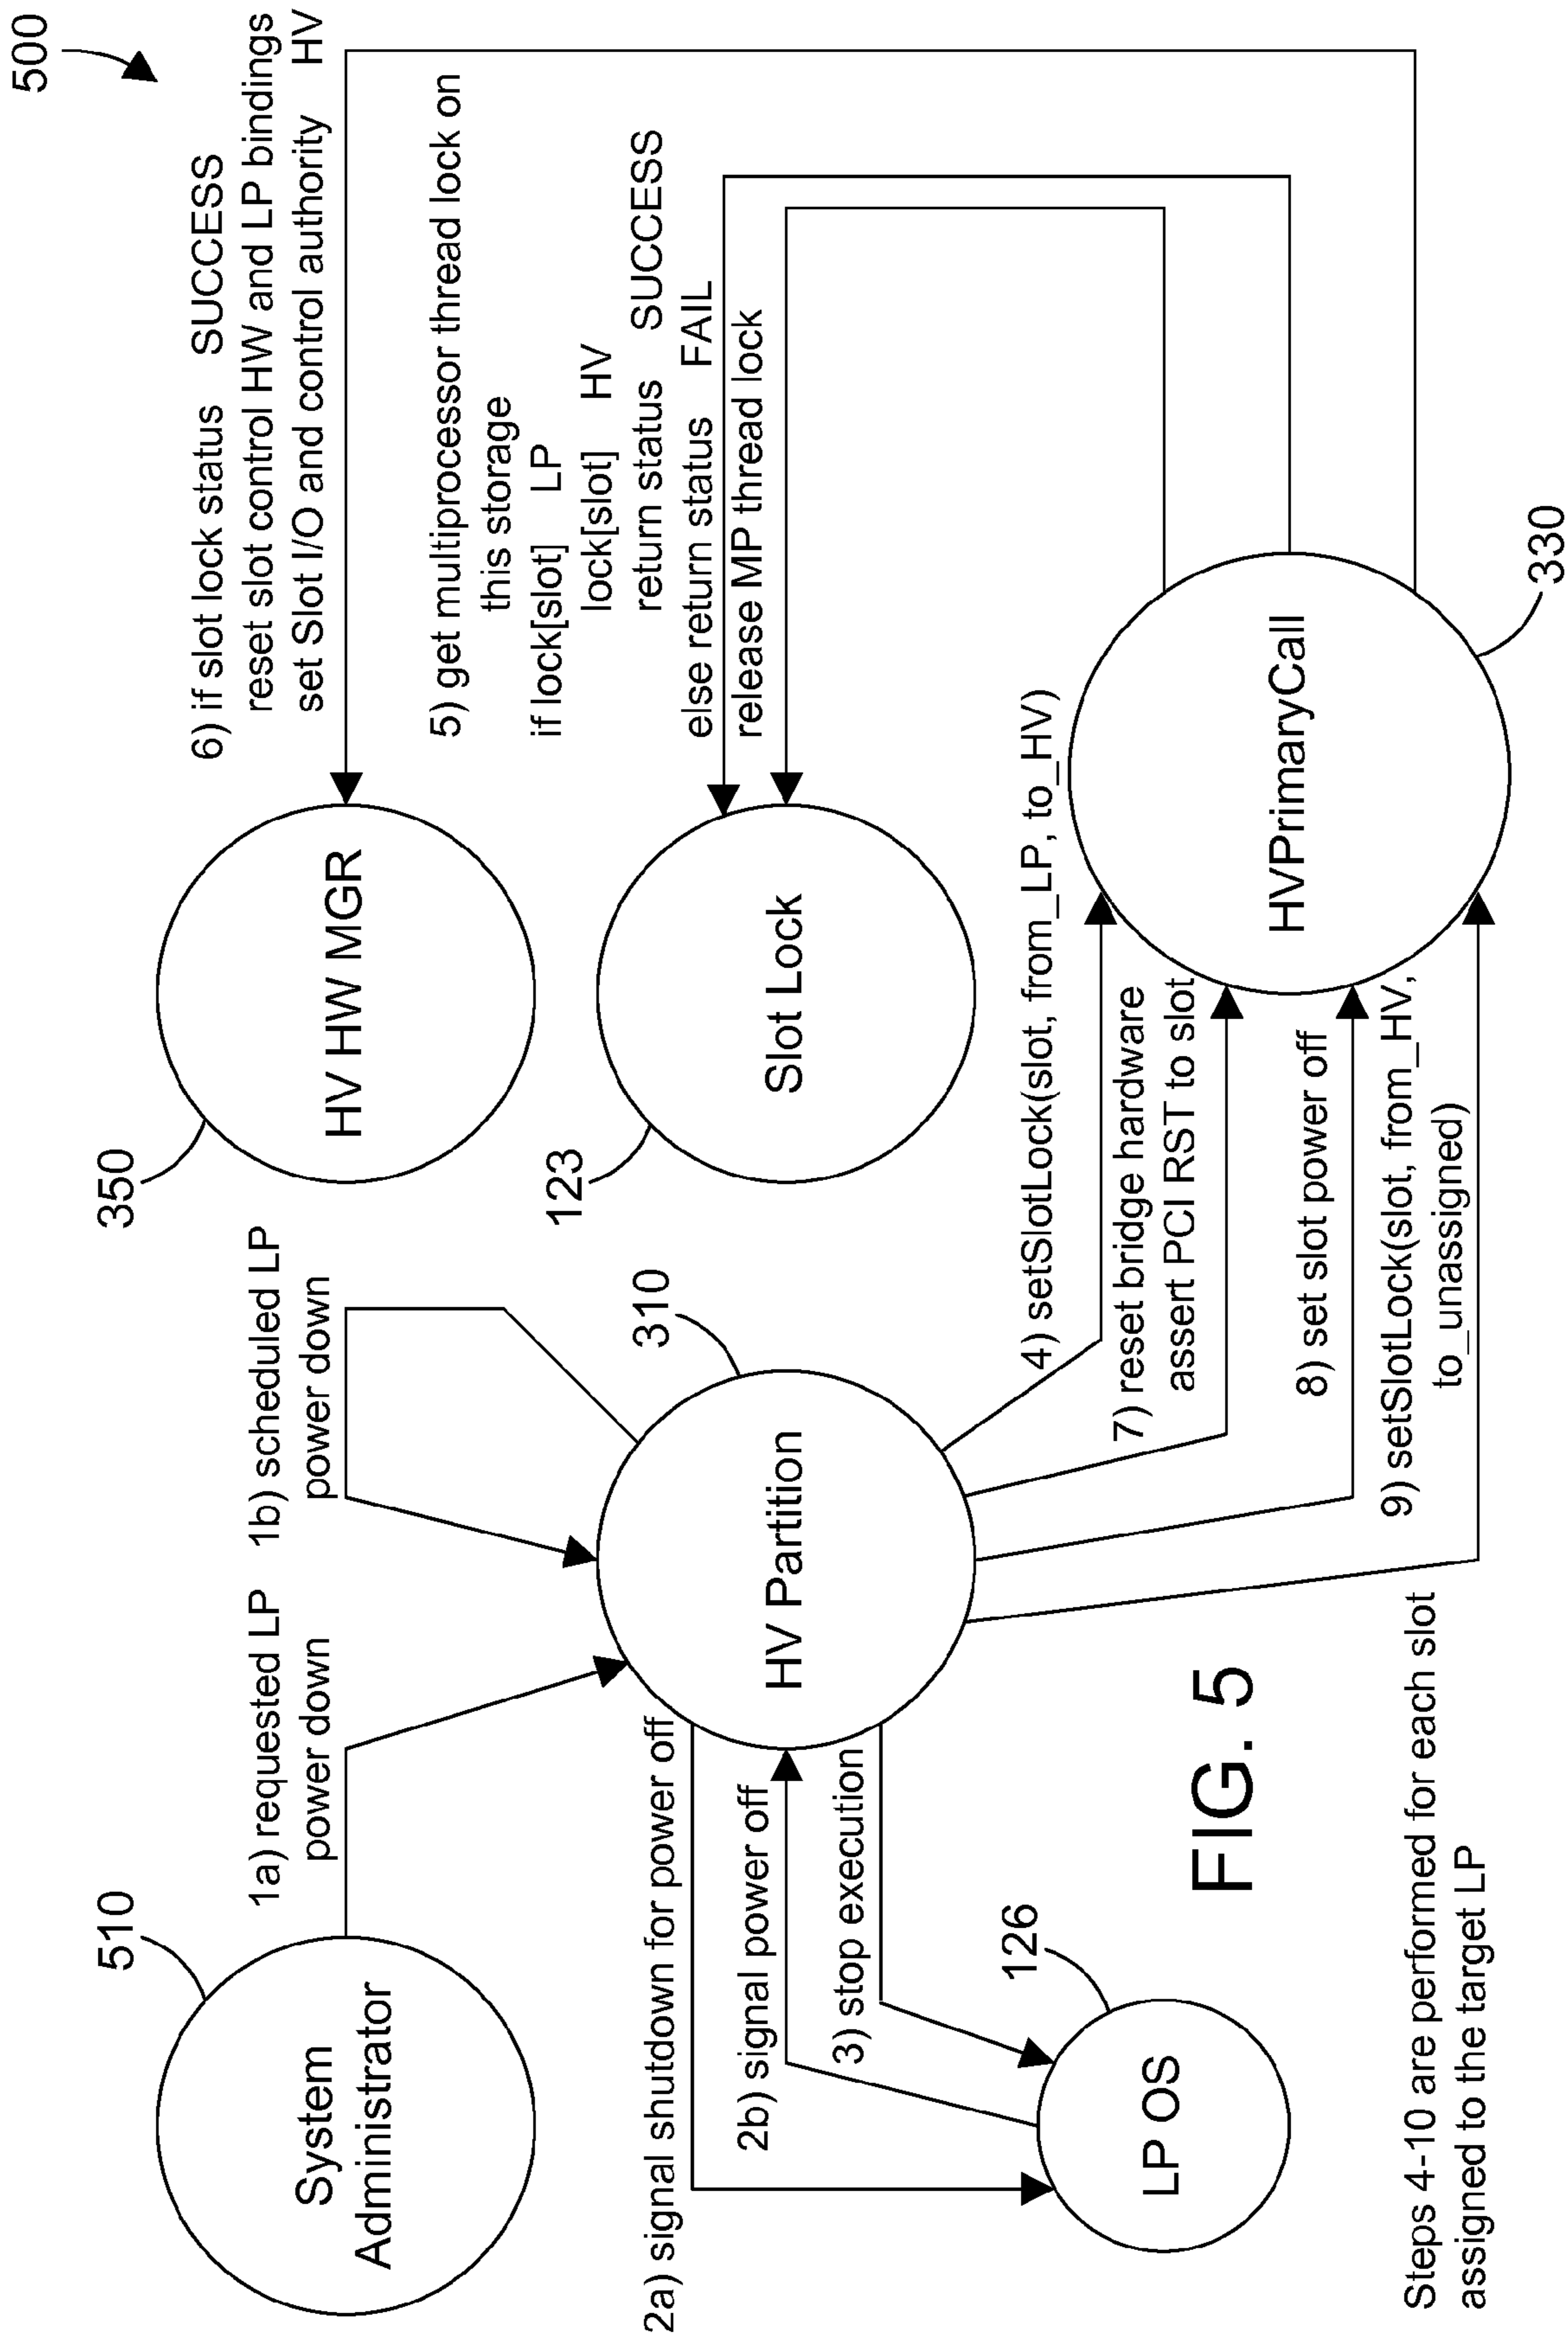 500
510
System
Administrator
1a) requested LP
power down
1b) scheduled LP
power down
350
HV HW MGR
6) if slot lock status SUCCESS
reset slot control HW and LP bindings
set Slot I/O and control authority HV
2a) signal shutdown for power off
2b) signal power off
3) stop execution
126
LP OS
310
HV Partition
123
Slot Lock
5) get multiprocessor thread lock on
this storage
if lock[slot] LP
lock[slot] HV
return status SUCCESS
else return status FAIL
release MP thread lock
4) setSlotLock(slot, from_LP, to_HV)
7) reset bridge hardware
assert PCI RST to slot
8) set slot power off
9) setSlotLock(slot, from_HV,
to_unassigned)
HVPrimaryCall
330
FIG. 5
Steps 4-10 are performed for each slot
assigned to the target LP